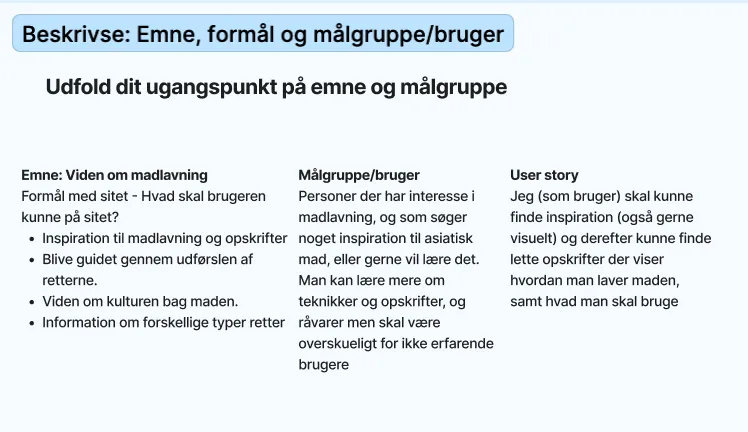 Beskrivse: Emne, formål og målgruppe/bruger
Udfold dit ugangspunkt på emne og målgruppe
Emne: Viden om madlavning
Formål med sitet - Hvad skal brugeren
kunne på sitet?
• Inspiration til madlavning og opskrifter
• Blive guidet gennem udførslen af
retterne.
• Viden om kulturen bag maden.
• Information om forskellige typer retter
Målgruppe/bruger
Personer der har interesse i
madlavning, og som søger
noget inspiration til asiatisk
mad, eller gerne vil lære det.
Man kan lære mere om
teknikker og opskrifter, og
råvarer men skal være
overskueligt for ikke erfarende
brugere
User story
Jeg (som bruger) skal kunne
finde inspiration (også gerne
visuelt) og derefter kunne finde
lette opskrifter der viser
hvordan man laver maden,
samt hvad man skal bruge